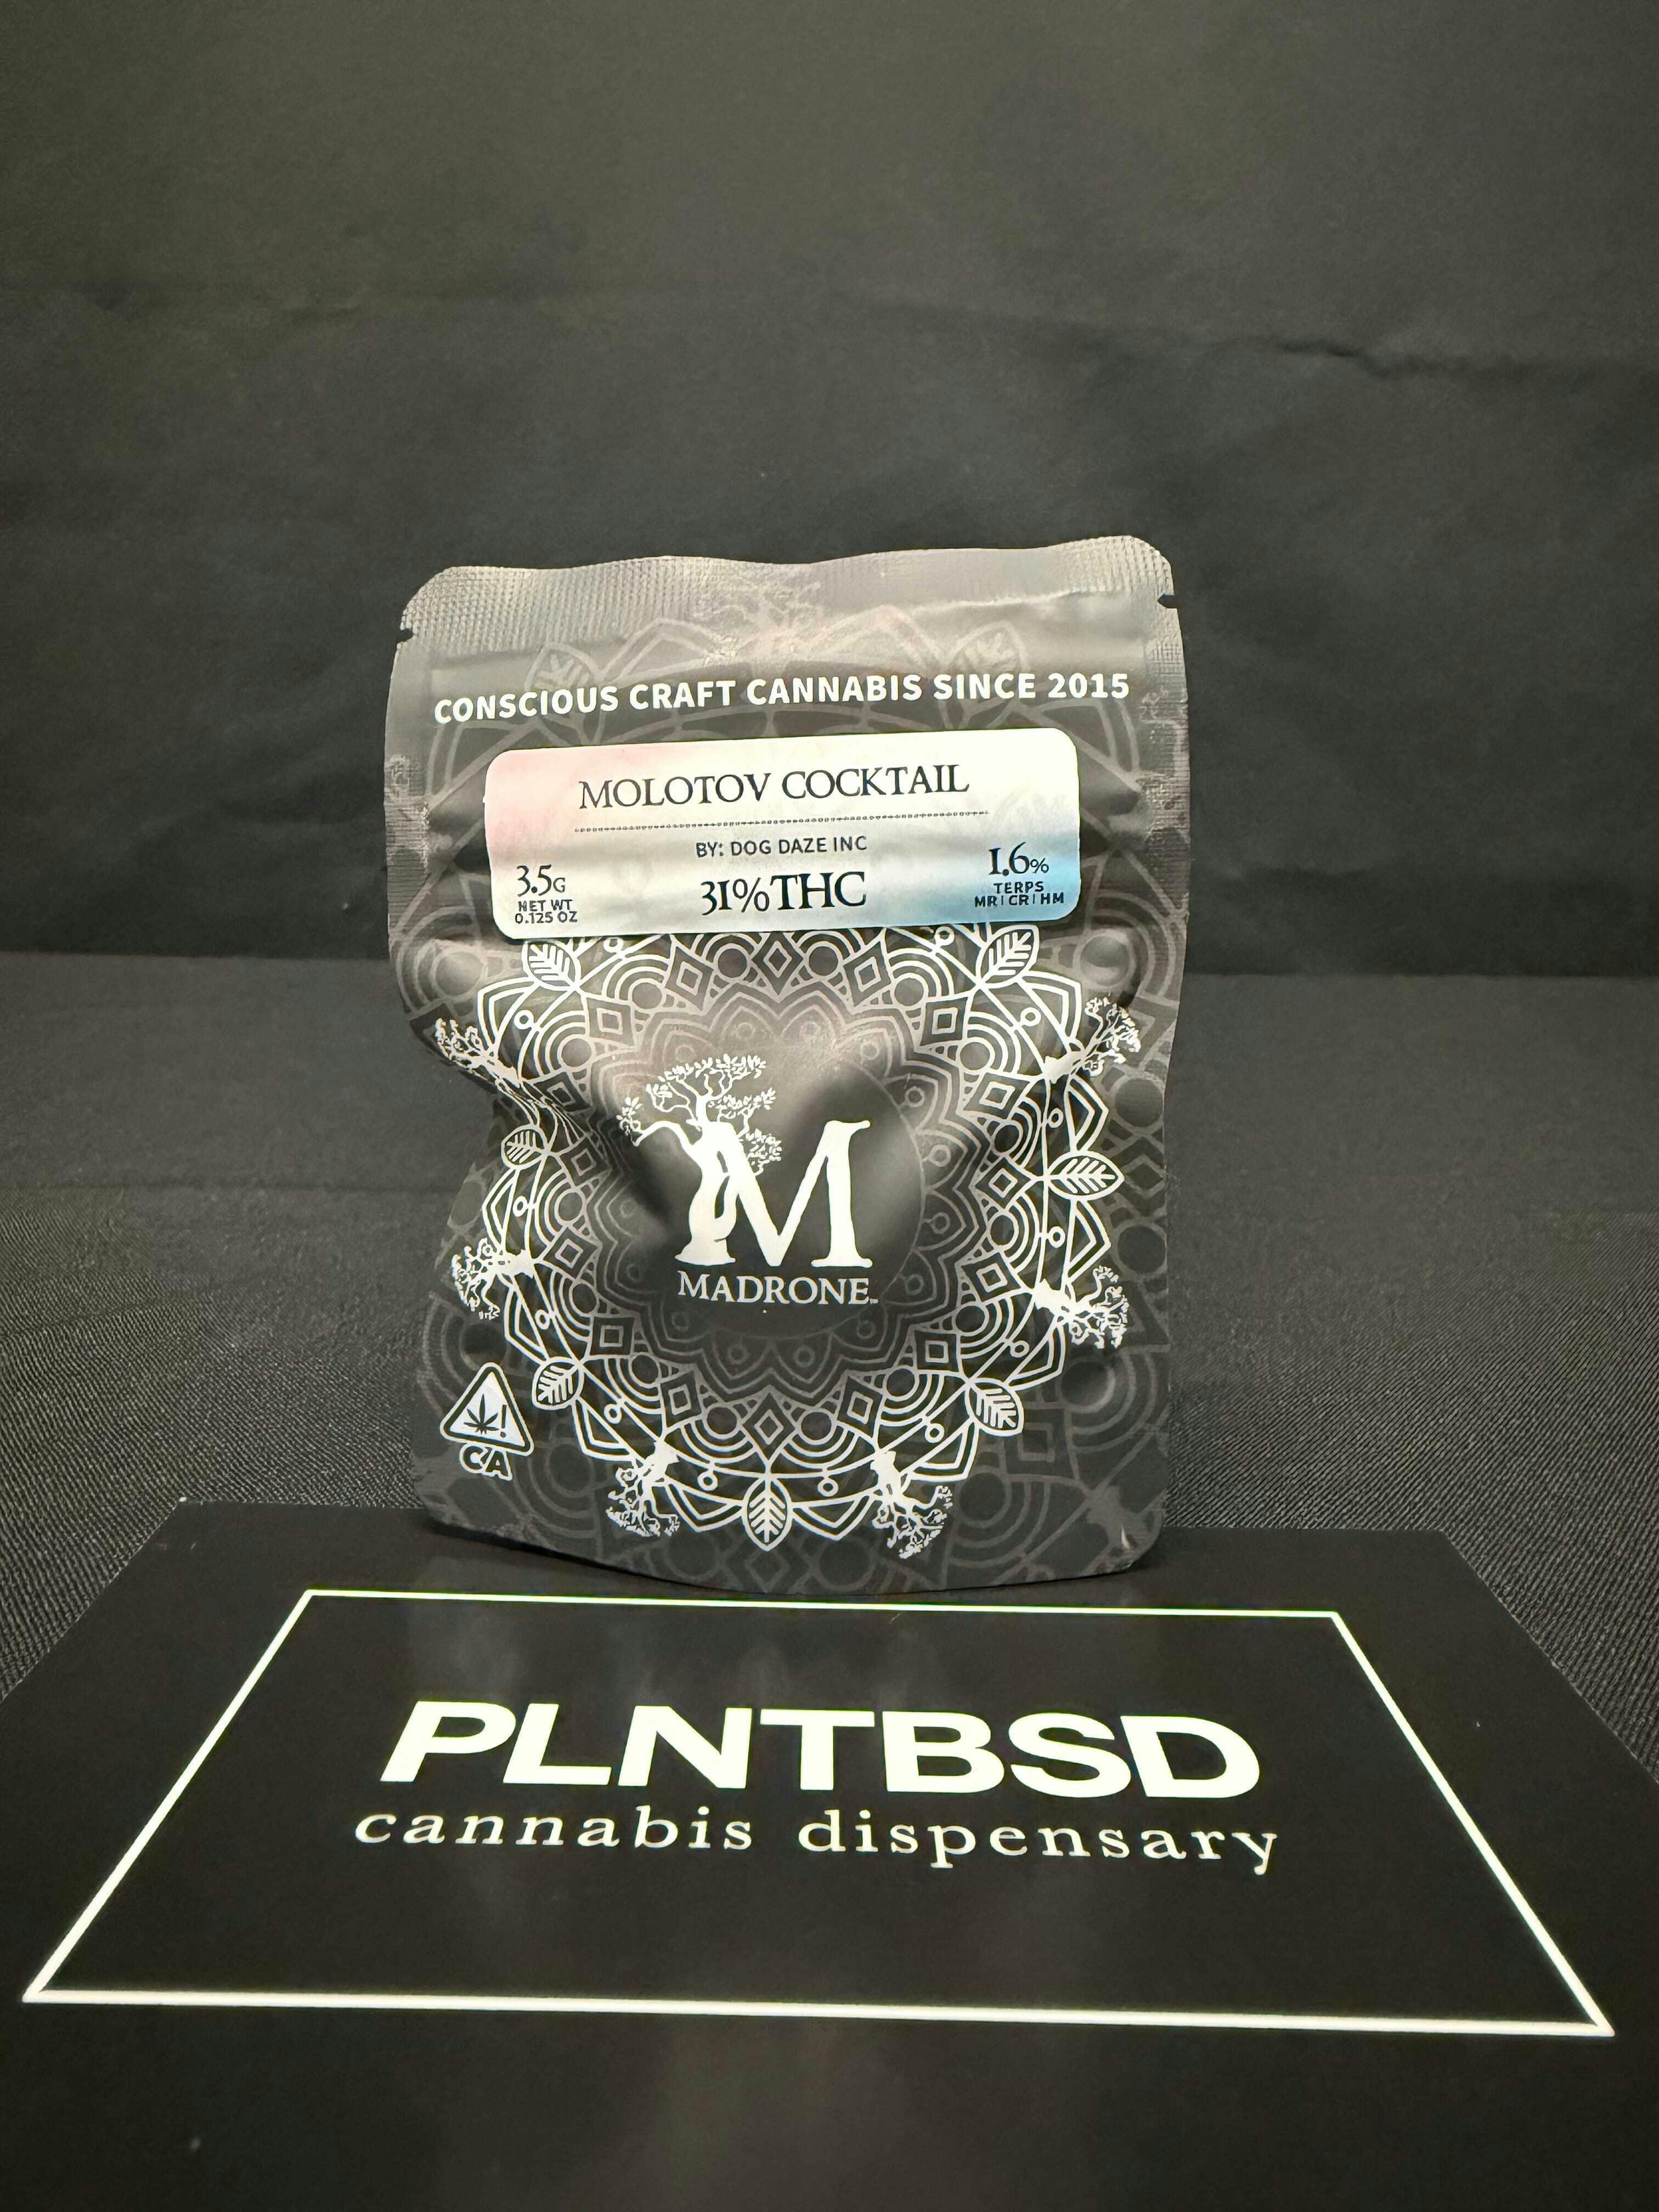 CONSCIOUS CRAFT CANNABIS SINCE 2015
MOLOTOV COCKTAIL
BY: DOG DAZE INC
3.5G
NET WT
0.125 OZ
31% THC
1.6%
TERPS
MR | CR | HM
M
MADRONE™
!
CA
PLNTBSD
cannabis dispensary